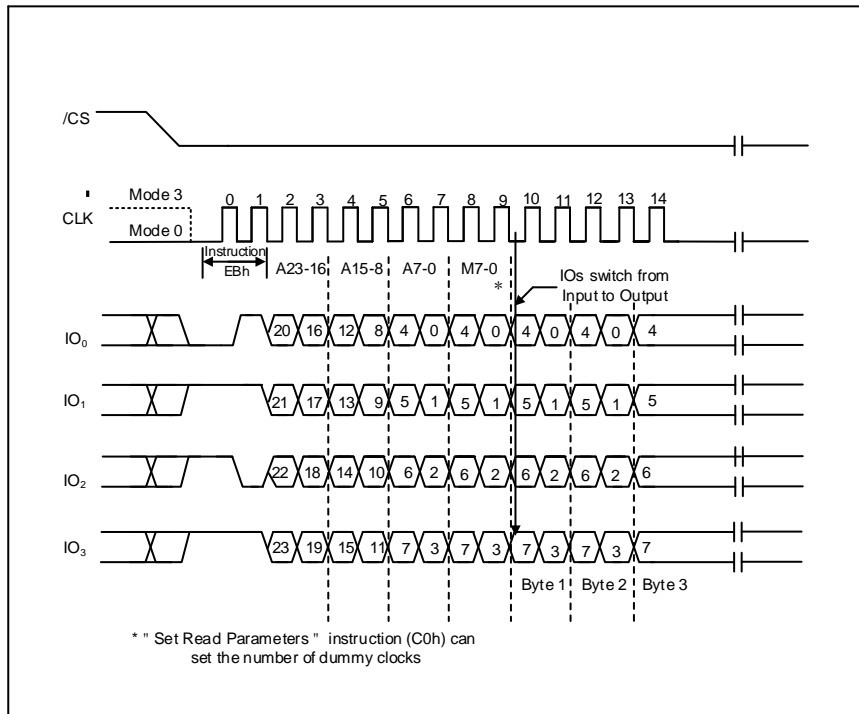 /CS
Mode 3
CLK
Mode 0
0 1 2 3 4 5 6 7 8 9 10 11 12 13 14
Instruction
EBh
A23-16 A15-8 A7-0 M7-0
*
IOs switch from
Input to Output
IO0 20 16 12 8 4 0 4 0 4 0 4 0 4
IO1 21 17 13 9 5 1 5 1 5 1 5 1 5
IO2 22 18 14 10 6 2 6 2 6 2 6 2 6
IO3 23 19 15 11 7 3 7 3 7 3 7 3 7
Byte 1 Byte 2 Byte 3
* " Set Read Parameters " instruction (C0h) can
set the number of dummy clocks